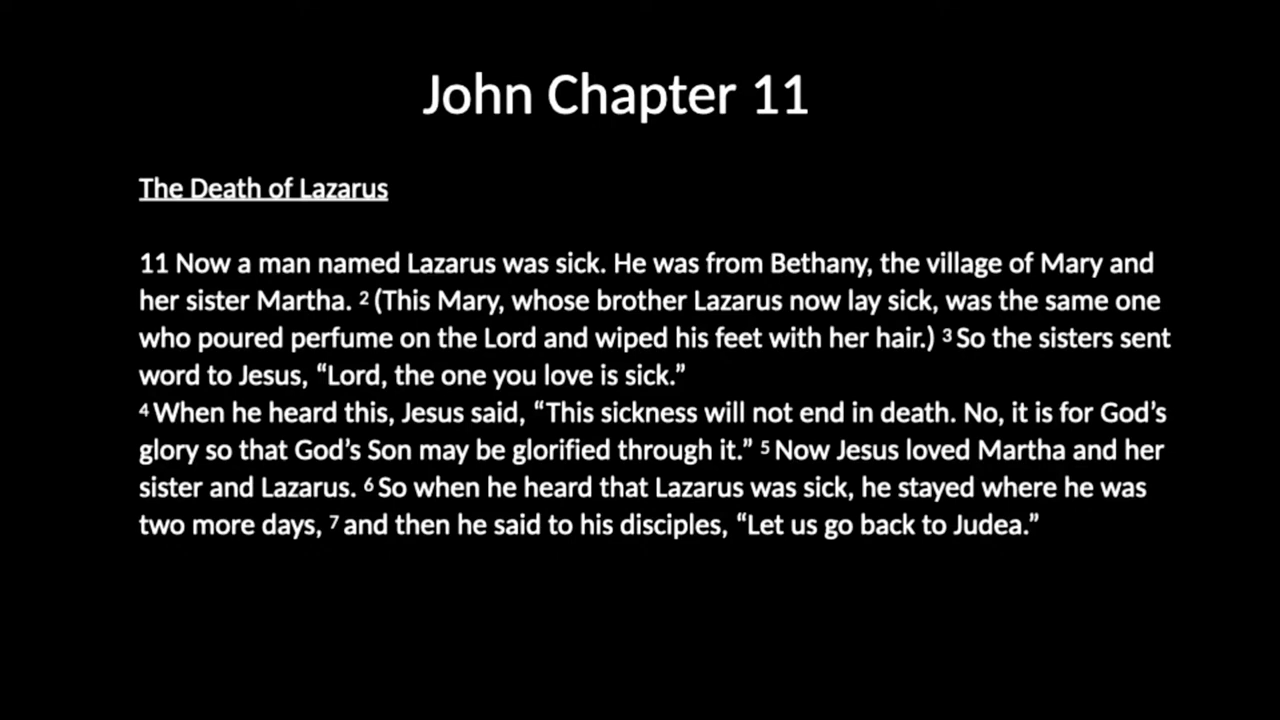 John Chapter 11
The Death of Lazarus
11 Now a man named Lazarus was sick. He was from Bethany, the village of Mary and
her sister Martha. ² (This Mary, whose brother Lazarus now lay sick, was the same one
who poured perfume on the Lord and wiped his feet with her hair.) ³ So the sisters sent
word to Jesus, “Lord, the one you love is sick.”
⁴ When he heard this, Jesus said, “This sickness will not end in death. No, it is for God’s
glory so that God’s Son may be glorified through it.” ⁵ Now Jesus loved Martha and her
sister and Lazarus. ⁶ So when he heard that Lazarus was sick, he stayed where he was
two more days, ⁷ and then he said to his disciples, “Let us go back to Judea.”